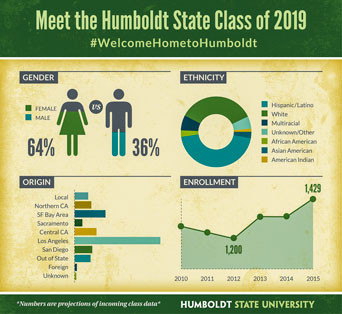 Meet the Humboldt State Class of 2019
#WelcomeHometoHumboldt
GENDER
FEMALE
MALE
VS
64%
36%
ETHNICITY
Hispanic/Latino
White
Multiracial
Unknown/Other
African American
Asian American
American Indian
ORIGIN
Local
Northern CA
SF Bay Area
Sacramento
Central CA
Los Angeles
San Diego
Out of State
Foreign
Unknown
ENROLLMENT
1,429
1,200
2010 2011 2012 2013 2014 2015
*Numbers are projections of incoming class data*
HUMBOLDT STATE UNIVERSITY